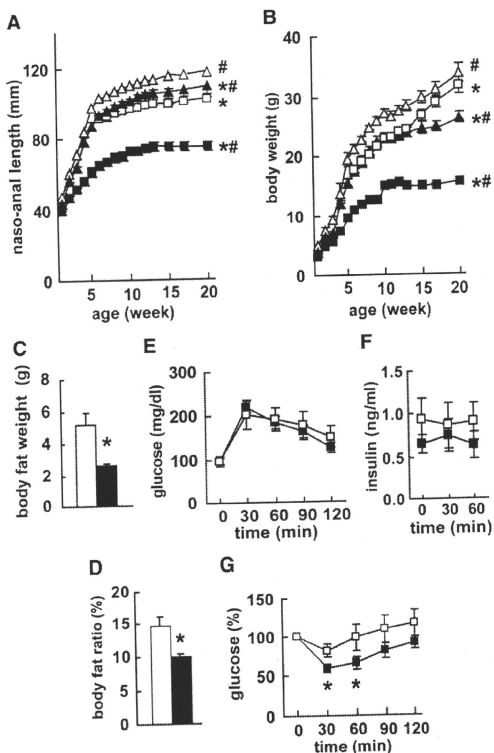 A
naso-anal length (mm)
120
80
40
0
5 10 15 20
age (week)
#
*#
*
*#
B
body weight (g)
40
30
20
10
0
5 10 15 20
age (week)
#
*
*#
*#
C
body fat weight (g)
8
6
4
2
0
*
E
glucose (mg/dl)
300
200
100
0
0 30 60 90 120
time (min)
F
insulin (ng/ml)
1.5
1.0
0.5
0.0
0 30 60
time (min)
D
body fat ratio (%)
20
15
10
5
0
*
G
glucose (%)
150
100
50
0
* *
0 30 60 90 120
time (min)